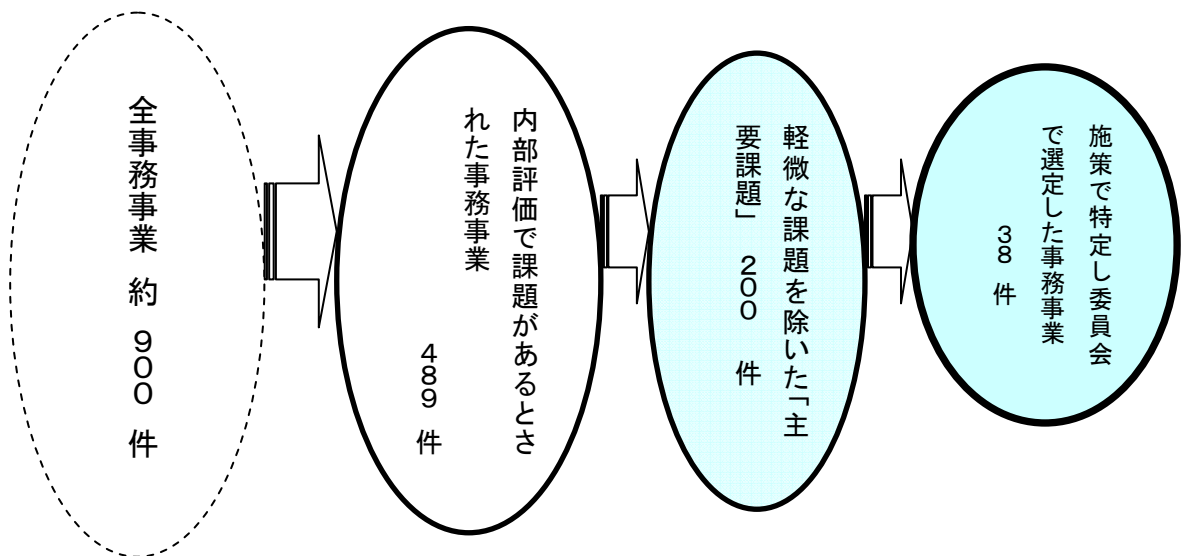 全事務事業 約 900 件
内部評価で課題があるとさ
れた事務事業
489 件
軽微な課題を除いた「主
要課題」 200 件
施策で特定し委員会
で選定した事務事業
38 件